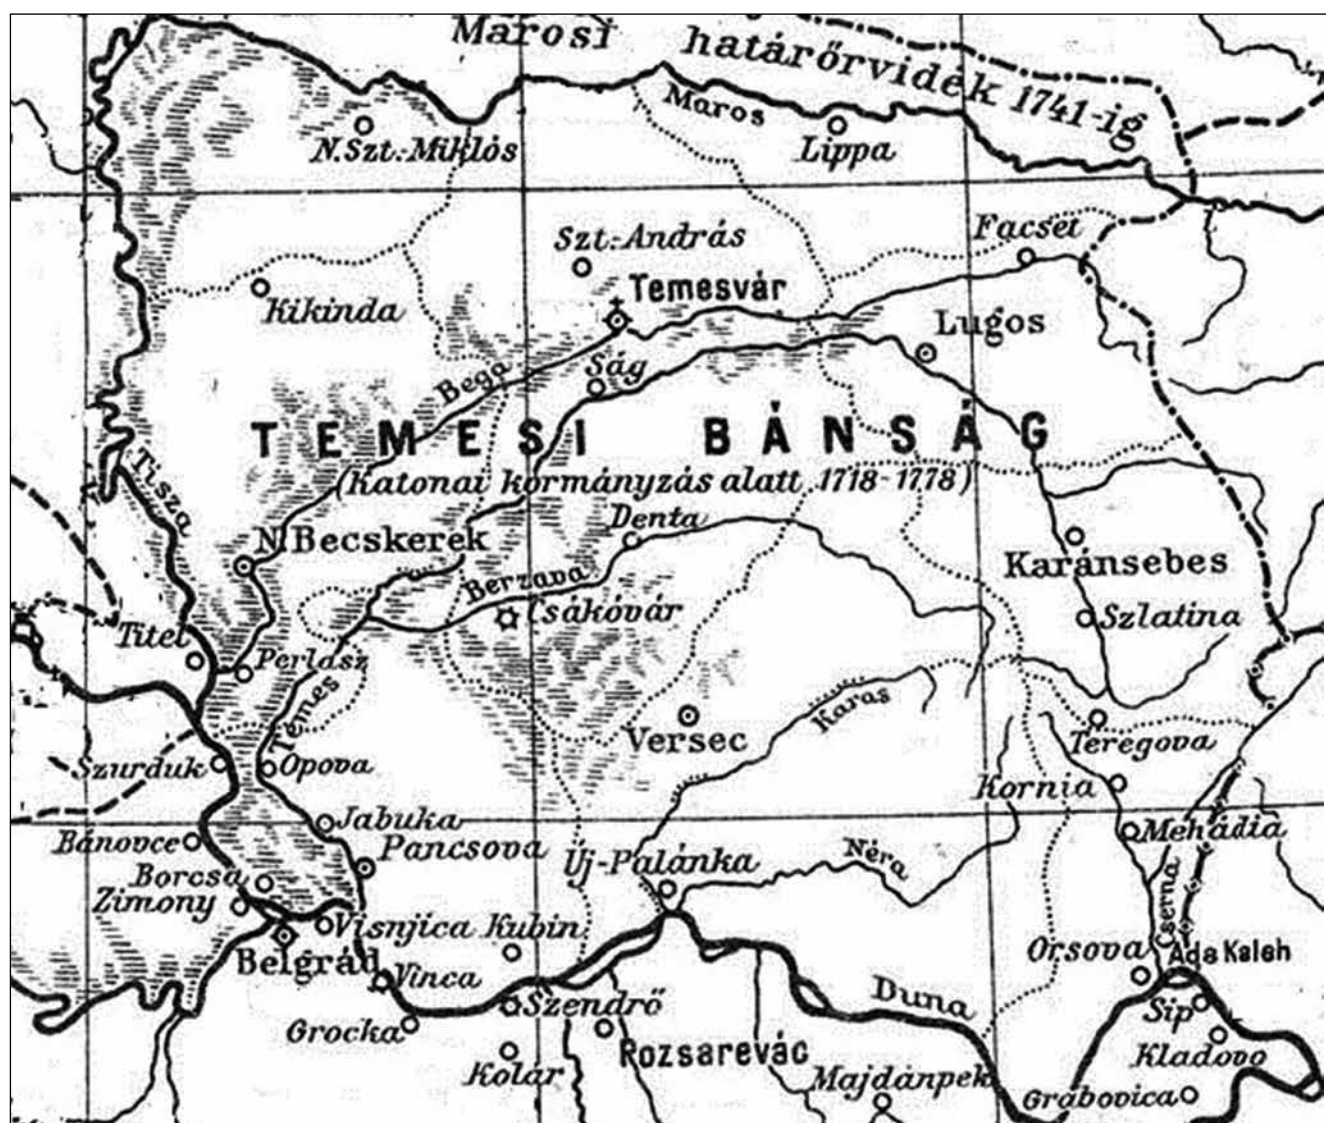 Marosi határőrvidék 1741-ig
Maros
N.Szt.-Miklós
Lippa
Facset
Szt.-András
Temesvár
Kikinda
Lugos
Ság
Bega
TEMESI BÁNSÁG
(Katonai kormányzás alatt 1718-1778)
Tisza
Denta
N.Becskerek
Karánsebes
Berzava
Csákóvár
Szlatina
Titel
Perlasz
Temes
Karas
Versec
Teregova
Szurduk
Opova
Kornia
Jabuka
Mehádia
Bánovce
Pancsova
Új-Palánka
Néra
Borcsa
Zimony
Cserna
Visnjica
Kubin
Orsova
Ada Kaleh
Belgrád
Vinca
Duna
Szendrő
Sip
Grocka
Pozsarevác
Kladovo
Kolár
Majdánpek
Grábovica